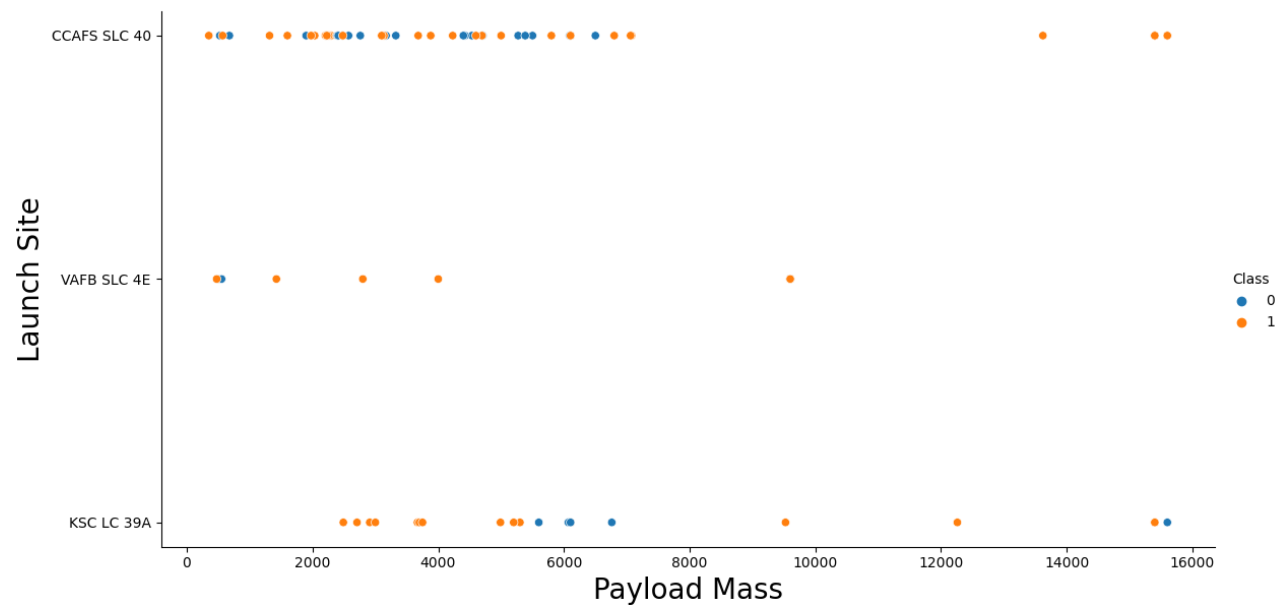 Launch Site
CCAFS SLC 40
VAFB SLC 4E
KSC LC 39A
0 2000 4000 6000 8000 10000 12000 14000 16000
Payload Mass
Class
0
1